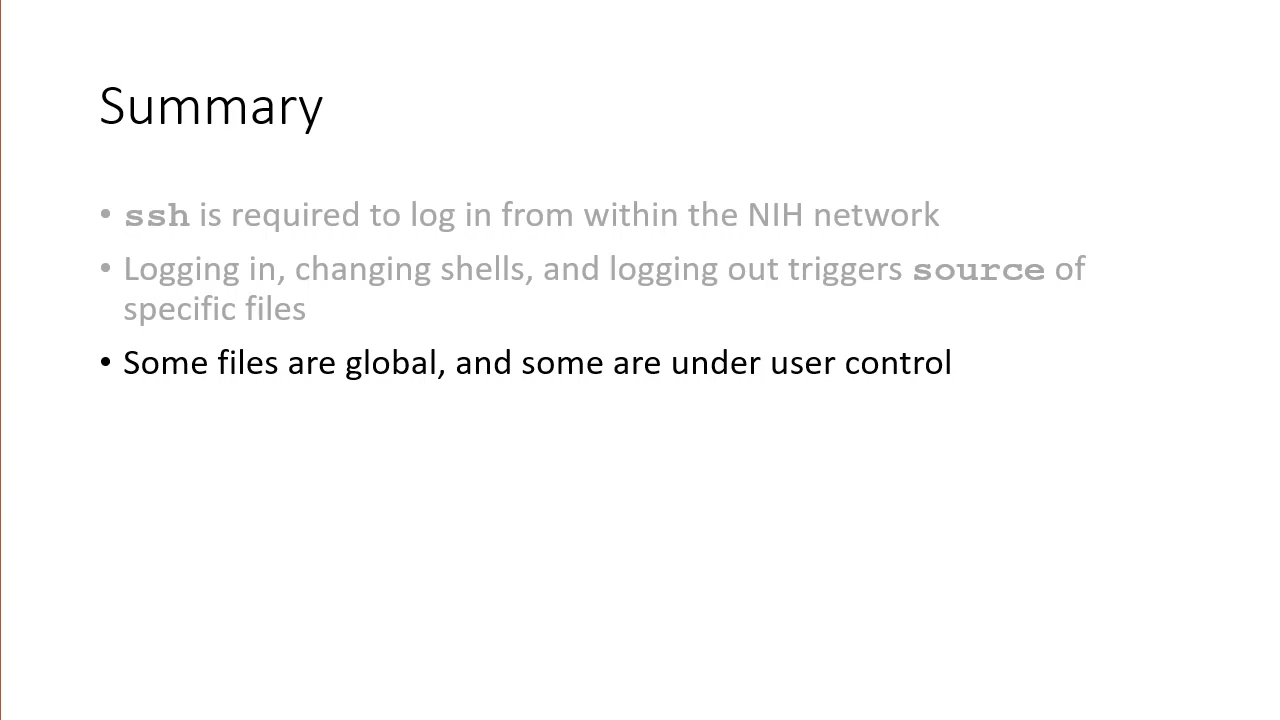 Summary
• ssh is required to log in from within the NIH network
• Logging in, changing shells, and logging out triggers source of
specific files
• Some files are global, and some are under user control